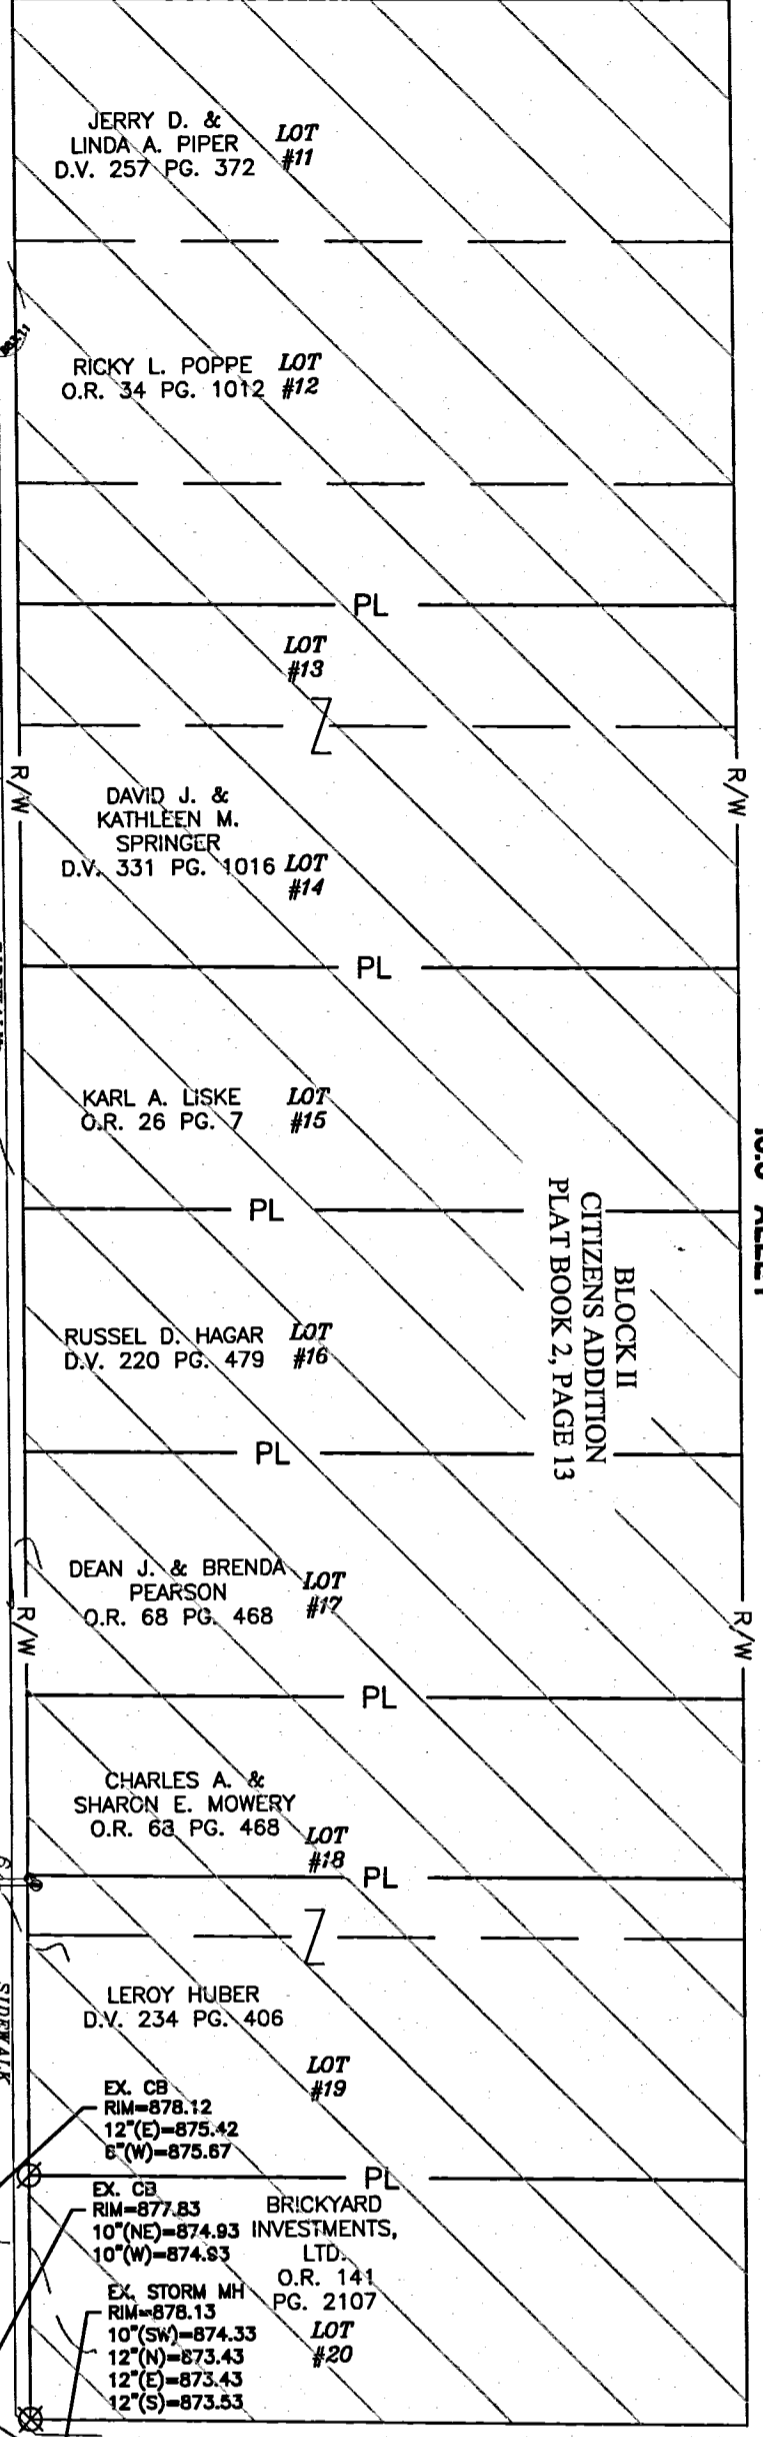 JERRY D. &
LINDA A. PIPER
D.V. 257 PG. 372
LOT
#11
RICKY L. POPPE
O.R. 34 PG. 1012
LOT
#12
PL
LOT
#13
R/W
R/W
DAVID J. &
KATHLEEN M.
SPRINGER
D.V. 331 PG. 1016
LOT
#14
PL
KARL A. LISKE
O.R. 26 PG. 7
LOT
#15
ALLEY
PL
BLOCK II
CITIZENS ADDITION
PLAT BOOK 2, PAGE 13
RUSSEL D. HAGAR
D.V. 220 PG. 479
LOT
#16
PL
DEAN J. & BRENDA
PEARSON
O.R. 68 PG. 468
LOT
#17
R/W
R/W
PL
CHARLES A. &
SHARON E. MOWERY
O.R. 63 PG. 468
LOT
#18
PL
LEROY HUBER
D.V. 234 PG. 406
SIDEWALK
LOT
#19
EX. CB
RIM=878.12
12"(E)=875.42
6"(W)=875.67
PL
EX. CB
RIM=877.83
10"(NE)=874.93
10"(W)=874.93
BRICKYARD
INVESTMENTS,
LTD.
O.R. 141
PG. 2107
LOT
#20
EX. STORM MH
RIM=878.13
10"(SW)=874.33
12"(N)=873.43
12"(E)=873.43
12"(S)=873.53